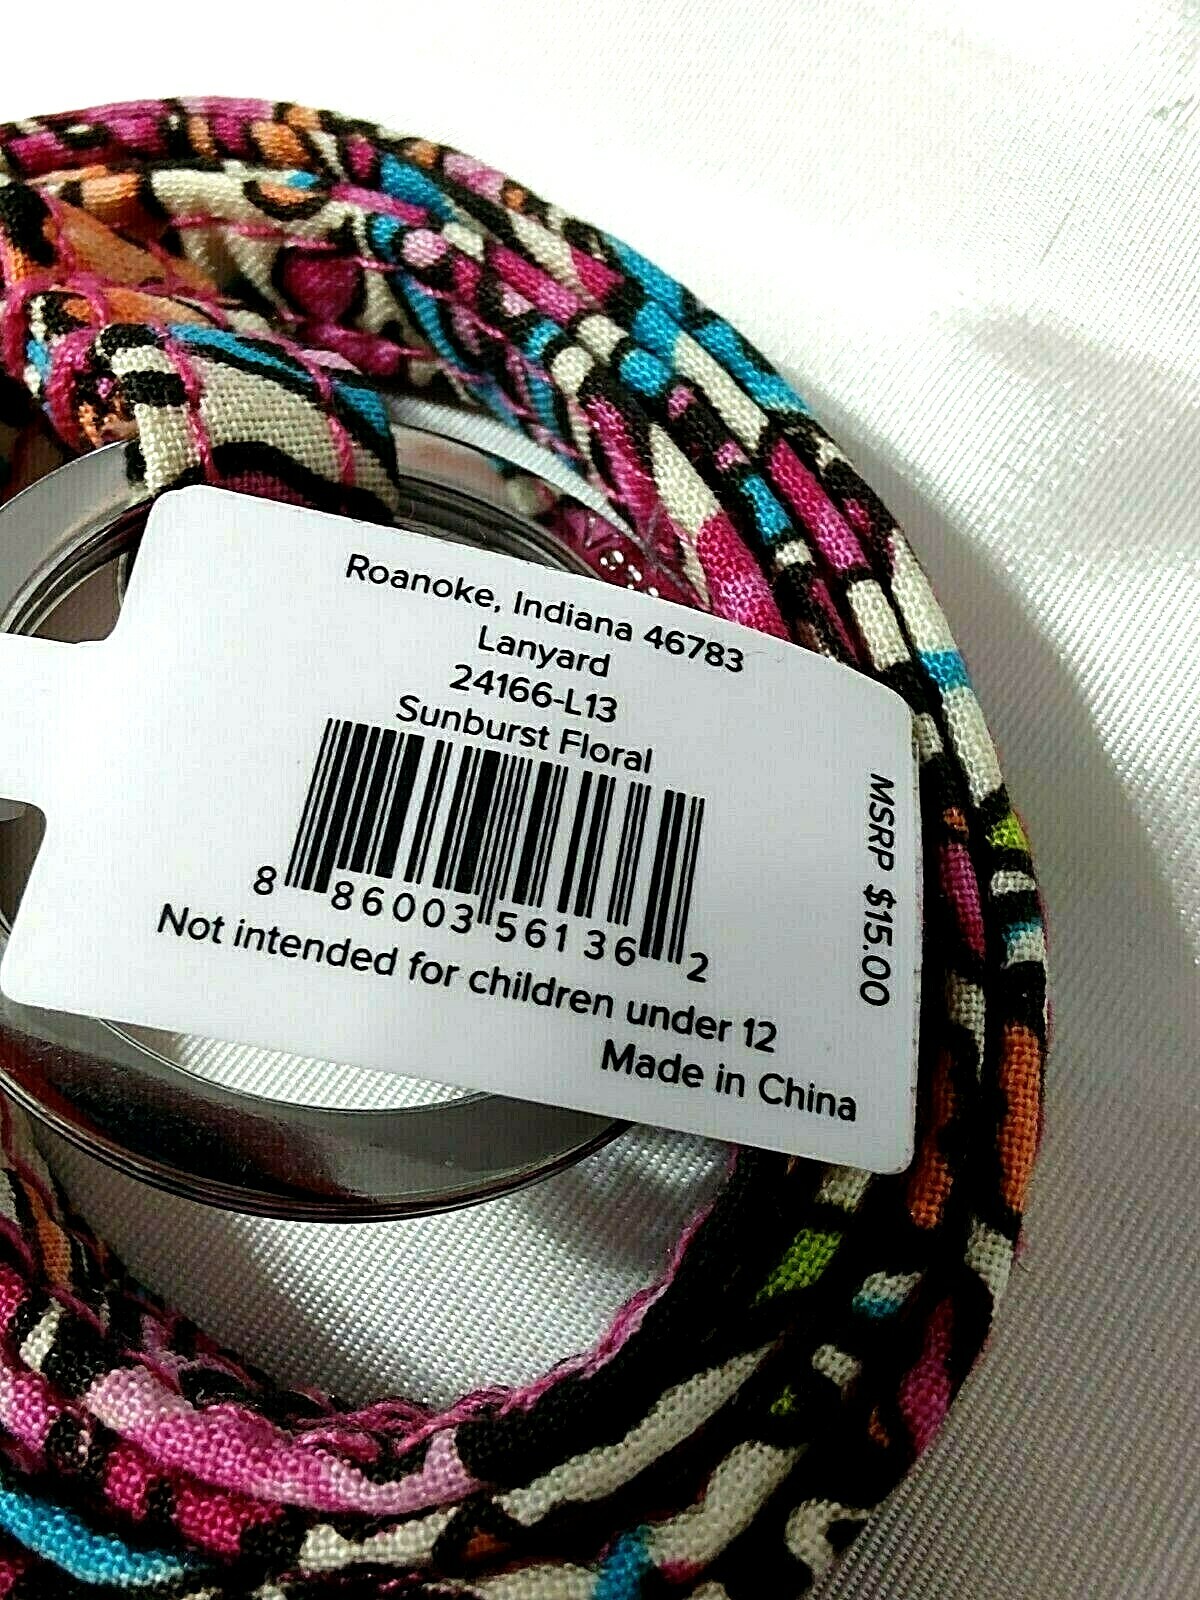 Roanoke, Indiana 46783
Lanyard
24166-L13
Sunburst Floral
8 86003 56136 2
Not intended for children under 12
Made in China
MSRP $15.00